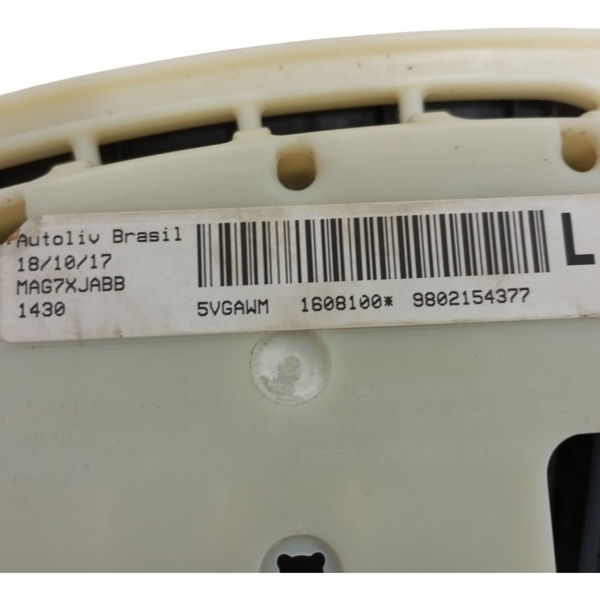 Autoliv Brasil
18/10/17
MAG7XJABB
1430
5VGAWM 1608100* 9802154377
L